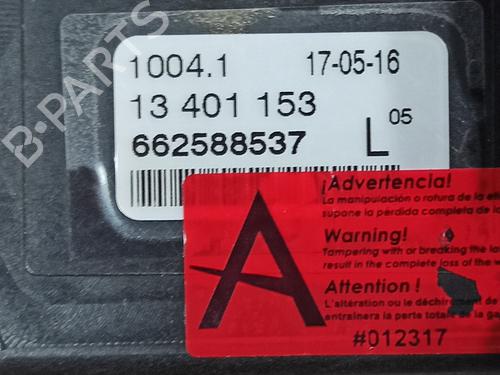 B-PARTS
1004.1 17-05-16
13 401 153
662588537 L 05
¡Advertencia!
La manipulación o rotura de la
supone la pérdida completa de
Warning!
Tampering with or breaking the
result in the complete loss of the
Attention !
L'altération ou le déchirement de
entraînera la perte totale de la
A
#012317